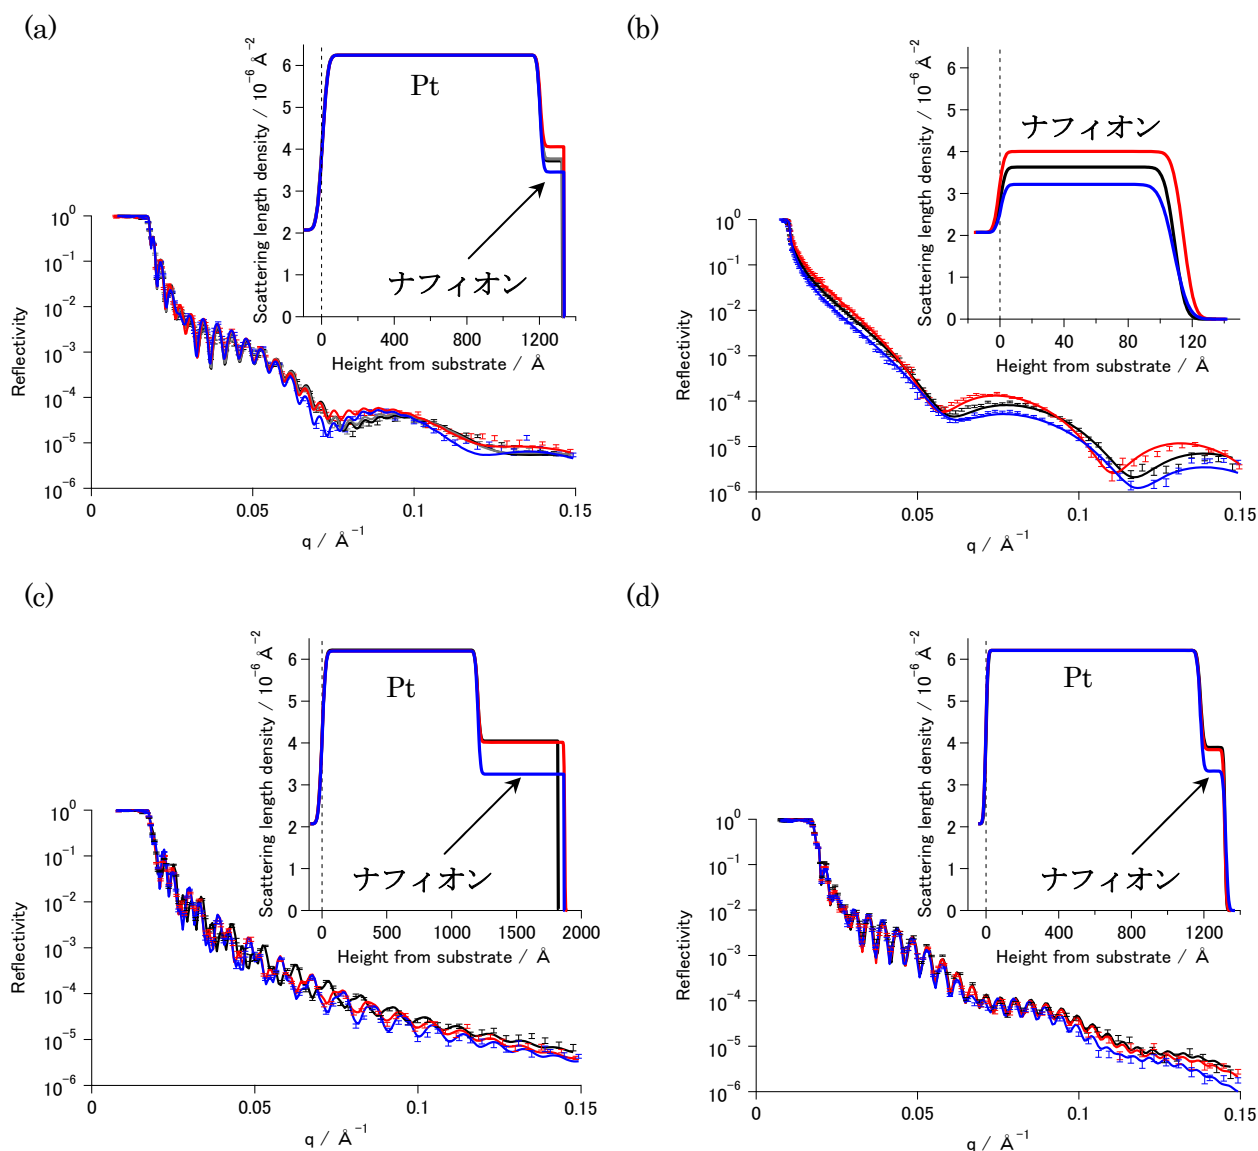 (a)
Scattering length density / 10⁻⁶ Å⁻²
6
5
4
3
2
1
0
Pt
ナフィオン
0 400 800 1200
Height from substrate / Å
Reflectivity
10⁰
10⁻¹
10⁻²
10⁻³
10⁻⁴
10⁻⁵
10⁻⁶
0 0.05 0.1 0.15
q / Å⁻¹
(b)
Scattering length density / 10⁻⁶ Å⁻²
6
5
4
3
2
1
0
ナフィオン
0 40 80 120
Height from substrate / Å
Reflectivity
10⁰
10⁻¹
10⁻²
10⁻³
10⁻⁴
10⁻⁵
10⁻⁶
0 0.05 0.1 0.15
q / Å⁻¹
(c)
Scattering length density / 10⁻⁶ Å⁻²
6
5
4
3
2
1
0
Pt
ナフィオン
0 500 1000 1500 2000
Height from substrate / Å
Reflectivity
10⁰
10⁻¹
10⁻²
10⁻³
10⁻⁴
10⁻⁵
10⁻⁶
0 0.05 0.1 0.15
q / Å⁻¹
(d)
Scattering length density / 10⁻⁶ Å⁻²
6
5
4
3
2
1
0
Pt
ナフィオン
0 400 800 1200
Height from substrate / Å
Reflectivity
10⁰
10⁻¹
10⁻²
10⁻³
10⁻⁴
10⁻⁵
10⁻⁶
0 0.05 0.1 0.15
q / Å⁻¹